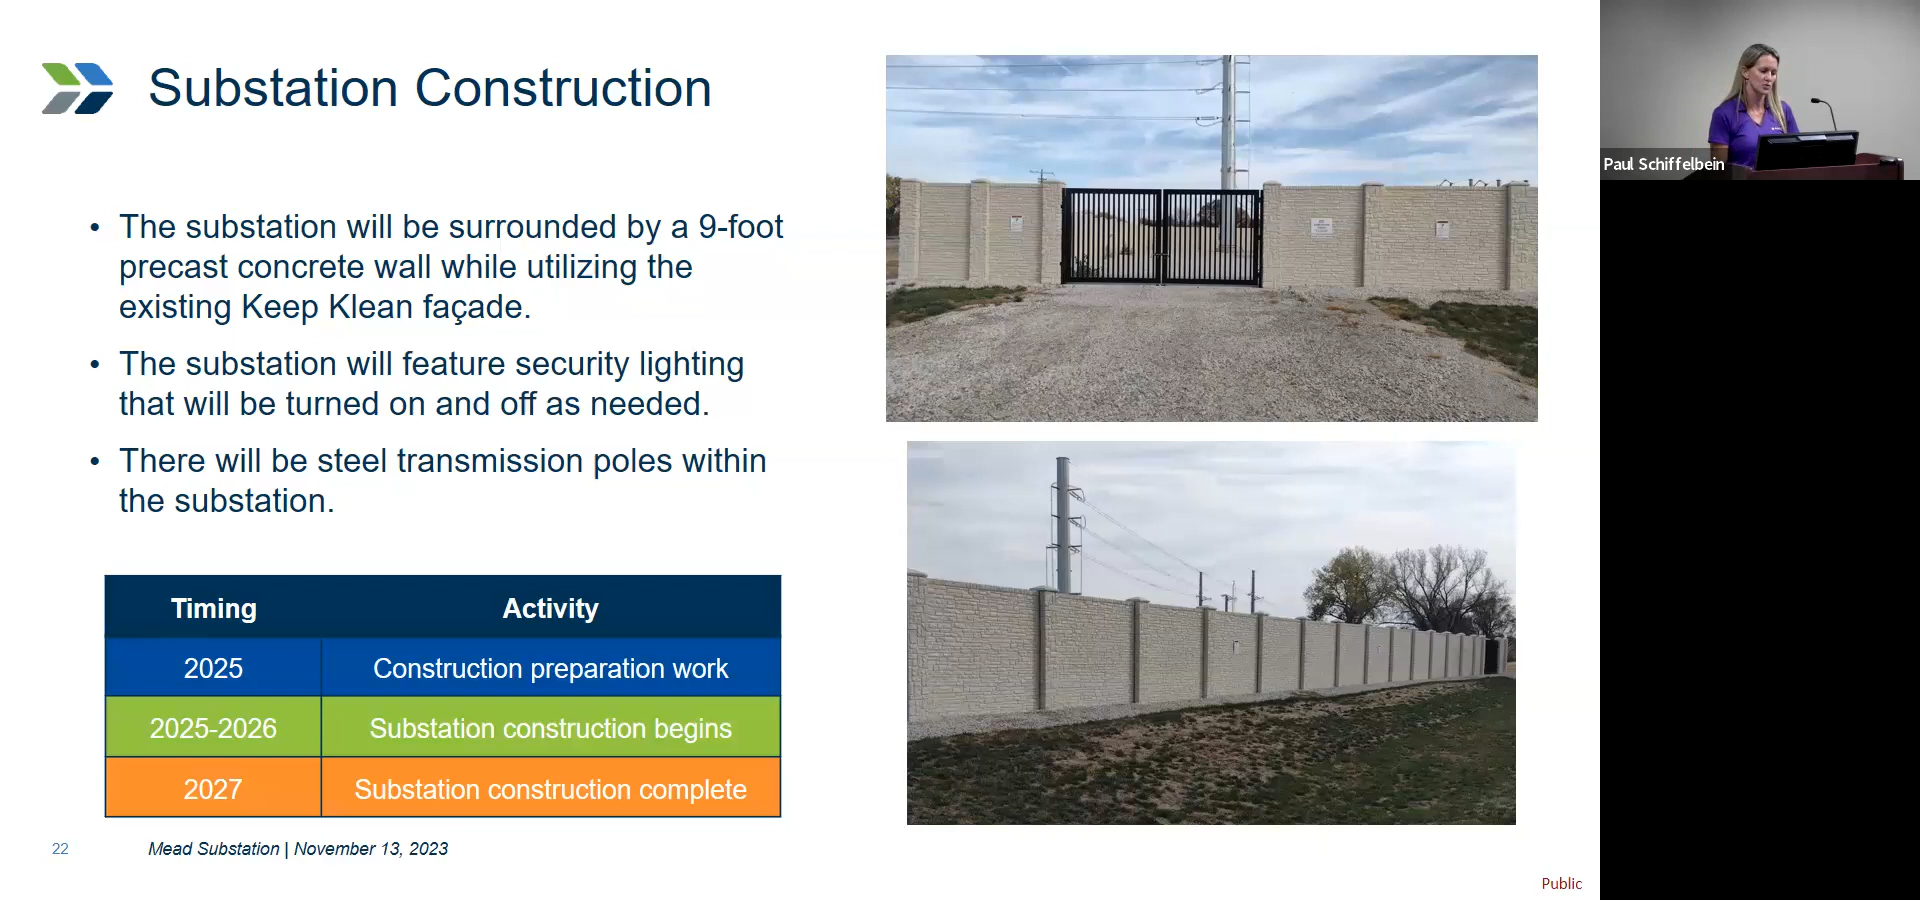 Substation Construction
• The substation will be surrounded by a 9-foot
precast concrete wall while utilizing the
existing Keep Klean façade.
• The substation will feature security lighting
that will be turned on and off as needed.
• There will be steel transmission poles within
the substation.
Timing Activity
2025 Construction preparation work
2025-2026 Substation construction begins
2027 Substation construction complete
22 Mead Substation | November 13, 2023
Public
Paul Schiffelbein